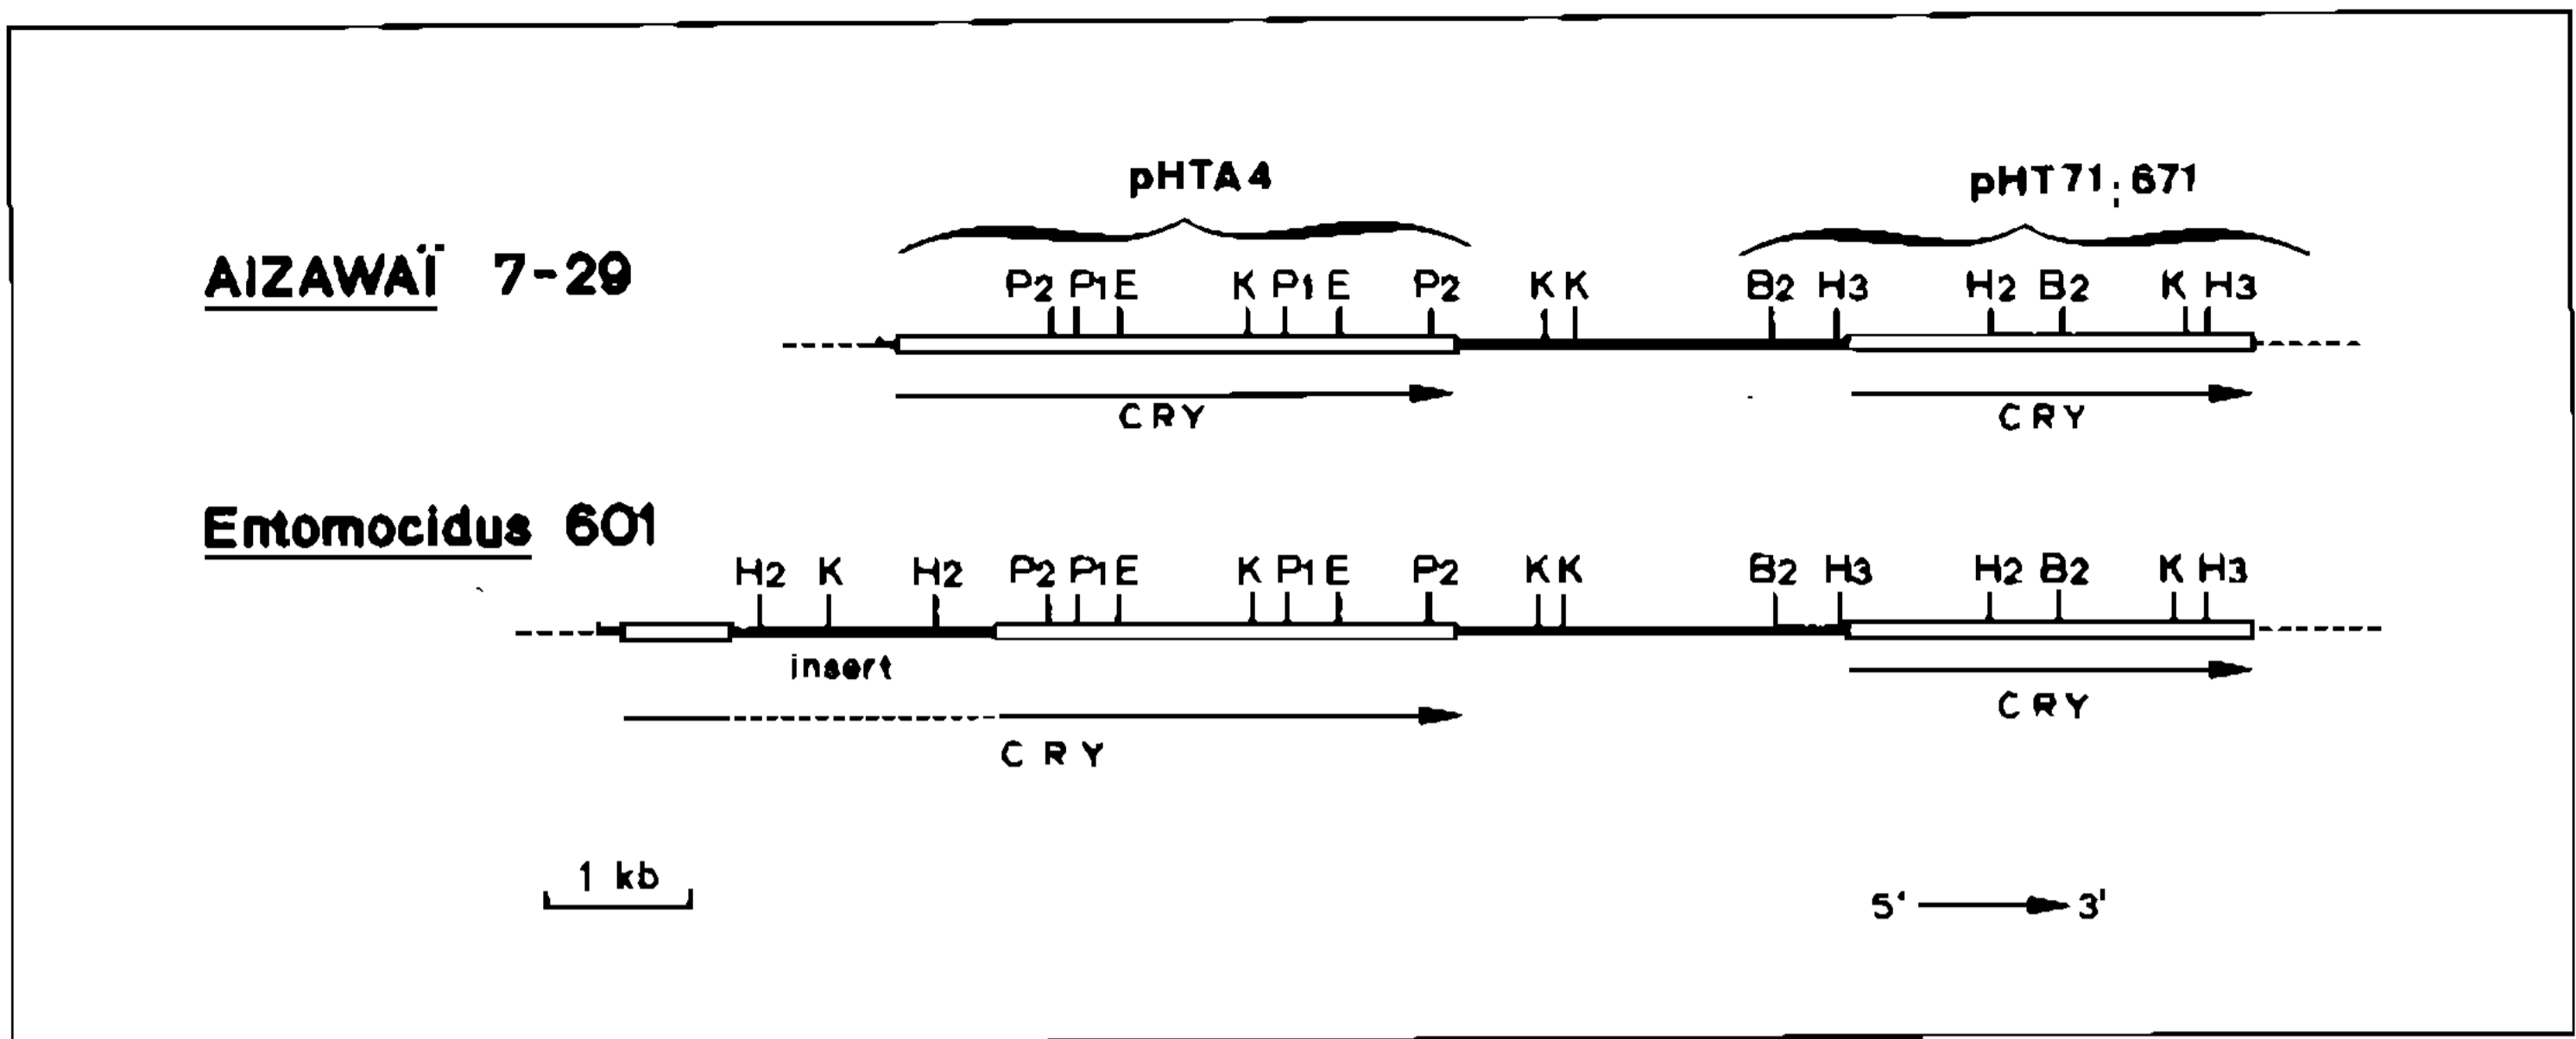 pHTA4 pHT71;671
AIZAWAÏ 7-29
P2 P1 E K P1 E P2 K K B2 H3 H2 B2 K H3
CRY CRY
Entomocidus 601
H2 K H2 P2 P1 E K P1 E P2 K K B2 H3 H2 B2 K H3
insert
CRY
CRY
1 kb
5' 3'